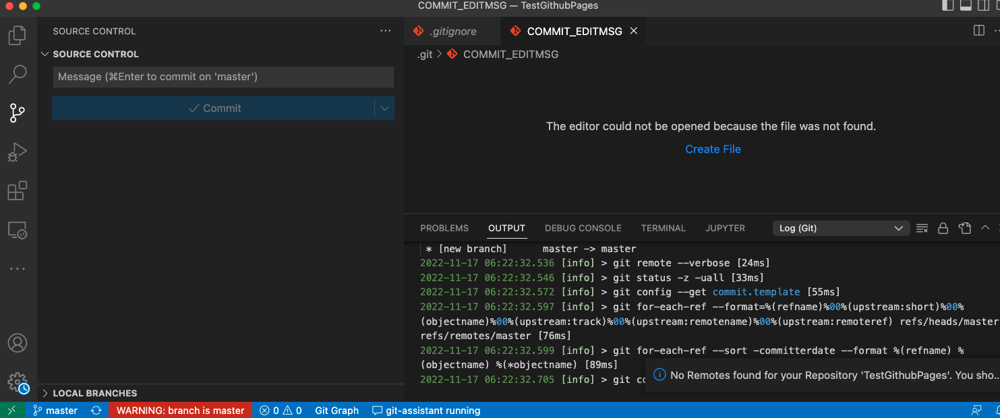 COMMIT_EDITMSG — TestGithubPages
SOURCE CONTROL
SOURCE CONTROL
Message (⌘Enter to commit on 'master')
Commit
LOCAL BRANCHES
.gitignore
COMMIT_EDITMSG
.git > COMMIT_EDITMSG
The editor could not be opened because the file was not found.
Create File
PROBLEMS OUTPUT DEBUG CONSOLE TERMINAL JUPYTER Log (Git)
* [new branch]      master -> master
2022-11-17 06:22:32.536 [info] > git remote --verbose [24ms]
2022-11-17 06:22:32.546 [info] > git status -z -uall [33ms]
2022-11-17 06:22:32.572 [info] > git config --get commit.template [55ms]
2022-11-17 06:22:32.597 [info] > git for-each-ref --format=%(refname)%00%(upstream:short)%00%
(objectname)%00%(upstream:track)%00%(upstream:remotename)%00%(upstream:remoteref) refs/heads/master
refs/remotes/master [76ms]
2022-11-17 06:22:32.599 [info] > git for-each-ref --sort -committerdate --format %(refname) %
(objectname) %(*objectname) [89ms]
2022-11-17 06:22:32.705 [info] > git
No Remotes found for your Repository 'TestGithubPages'. You sho...
master WARNING: branch is master 0 0 Git Graph git-assistant running